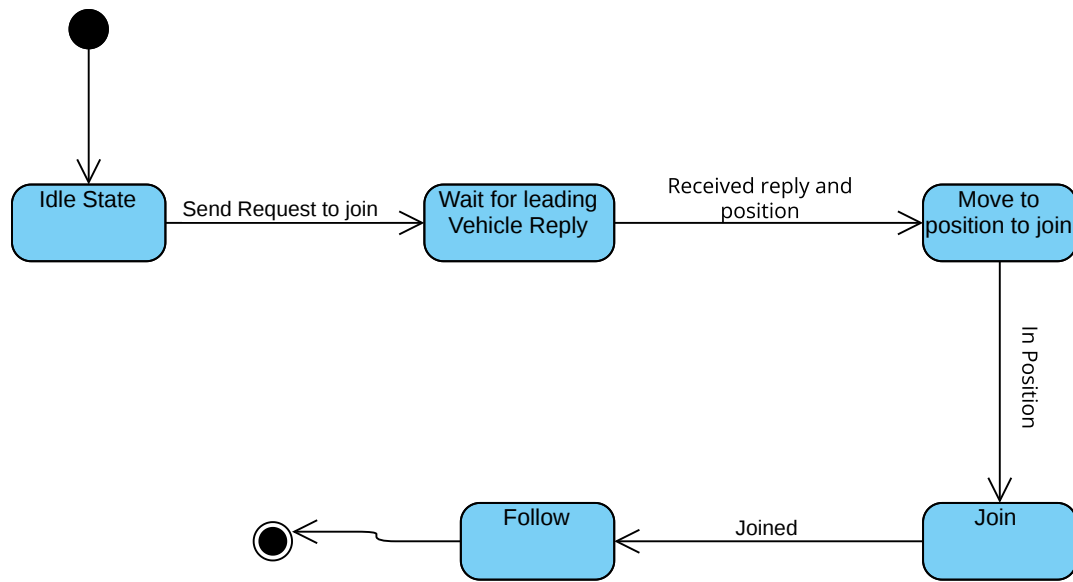 Idle State
Send Request to join
Wait for leading
Vehicle Reply
Received reply and
position
Move to
position to join
In Position
Join
Joined
Follow